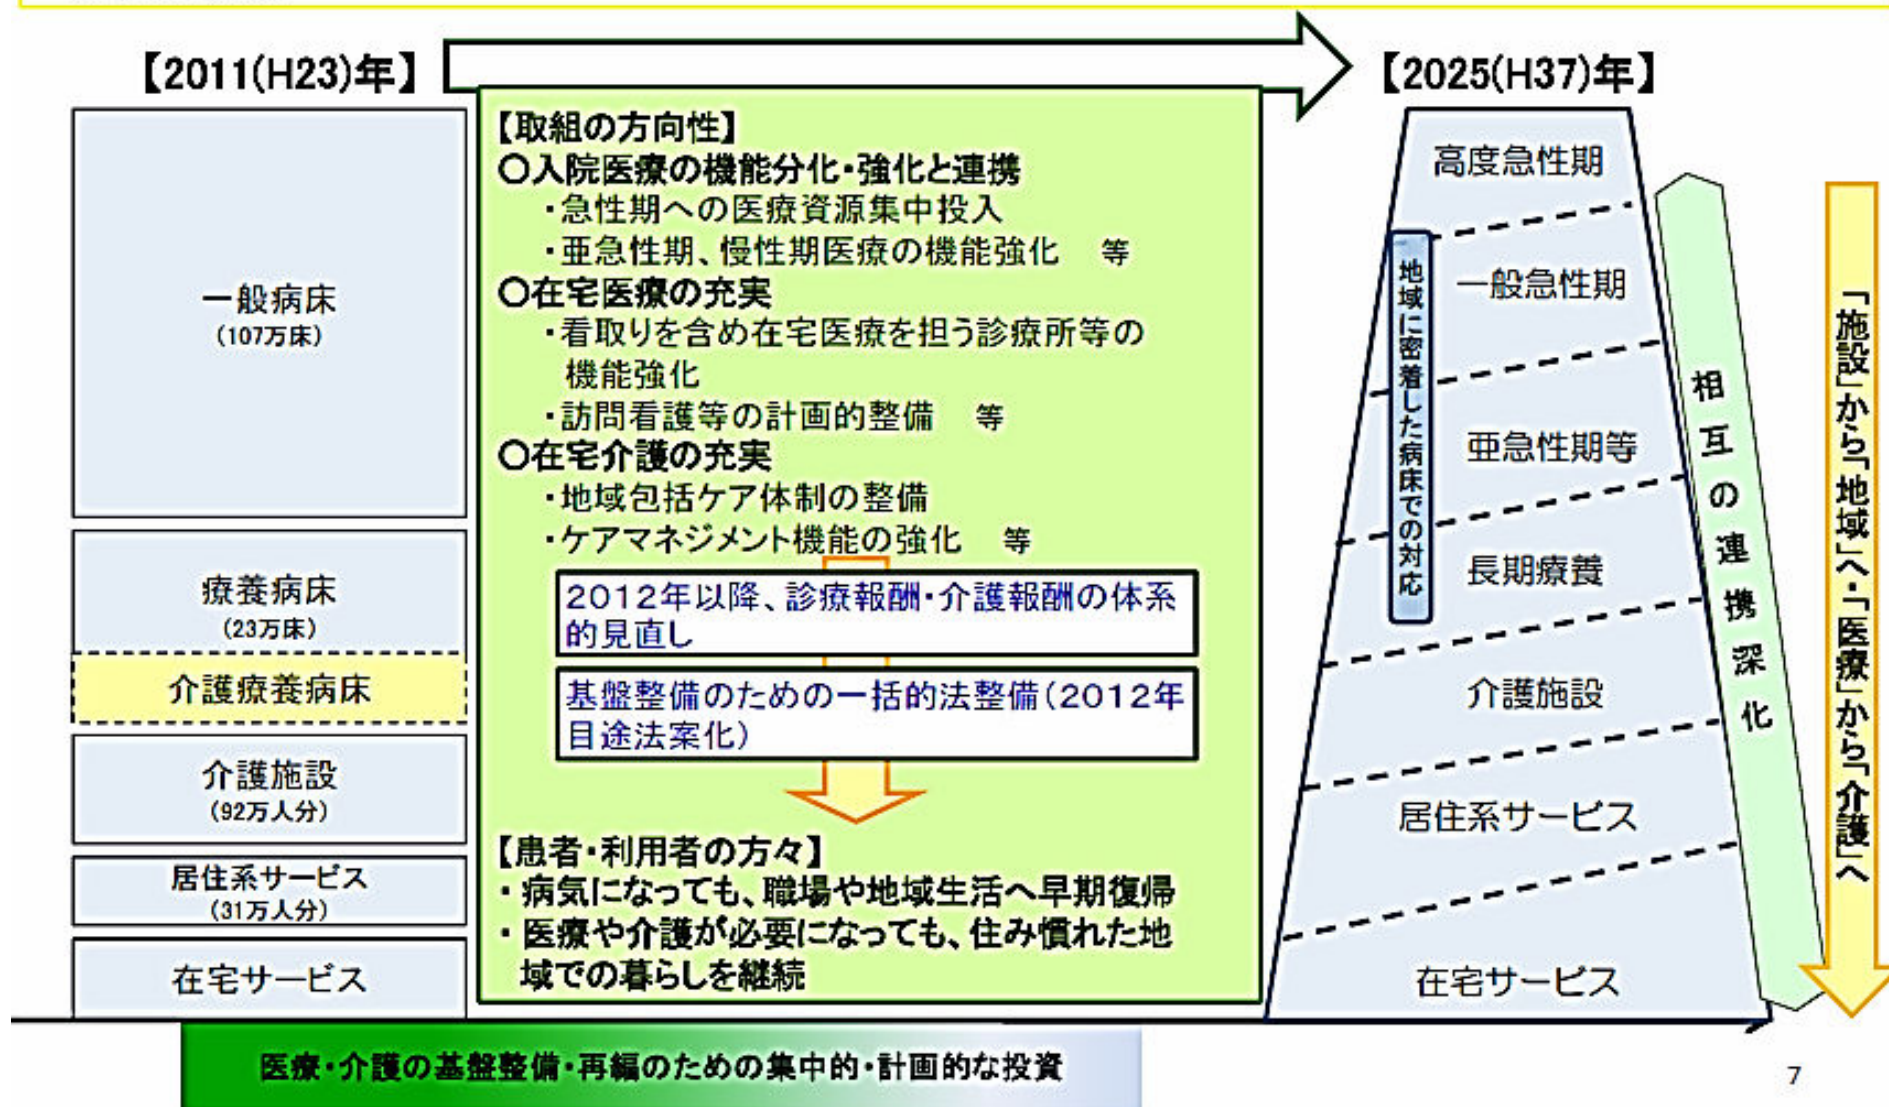 【2011(H23)年】
一般病床
(107万床)
療養病床
(23万床)
介護療養病床
介護施設
(92万人分)
居住系サービス
(31万人分)
在宅サービス
【取組の方向性】
○入院医療の機能分化・強化と連携
・急性期への医療資源集中投入
・亜急性期、慢性期医療の機能強化 等
○在宅医療の充実
・看取りを含め在宅医療を担う診療所等の
機能強化
・訪問看護等の計画的整備 等
○在宅介護の充実
・地域包括ケア体制の整備
・ケアマネジメント機能の強化 等
2012年以降、診療報酬・介護報酬の体系
的見直し
基盤整備のための一括的法整備(2012年
目途法案化)
【患者・利用者の方々】
・病気になっても、職場や地域生活へ早期復帰
・医療や介護が必要になっても、住み慣れた地
域での暮らしを継続
【2025(H37)年】
高度急性期
一般急性期
亜急性期等
長期療養
介護施設
居住系サービス
在宅サービス
地域に密着した病床での対応
相互の連携深化
「施設」から「地域」へ・「医療」から「介護」へ
医療・介護の基盤整備・再編のための集中的・計画的な投資
7